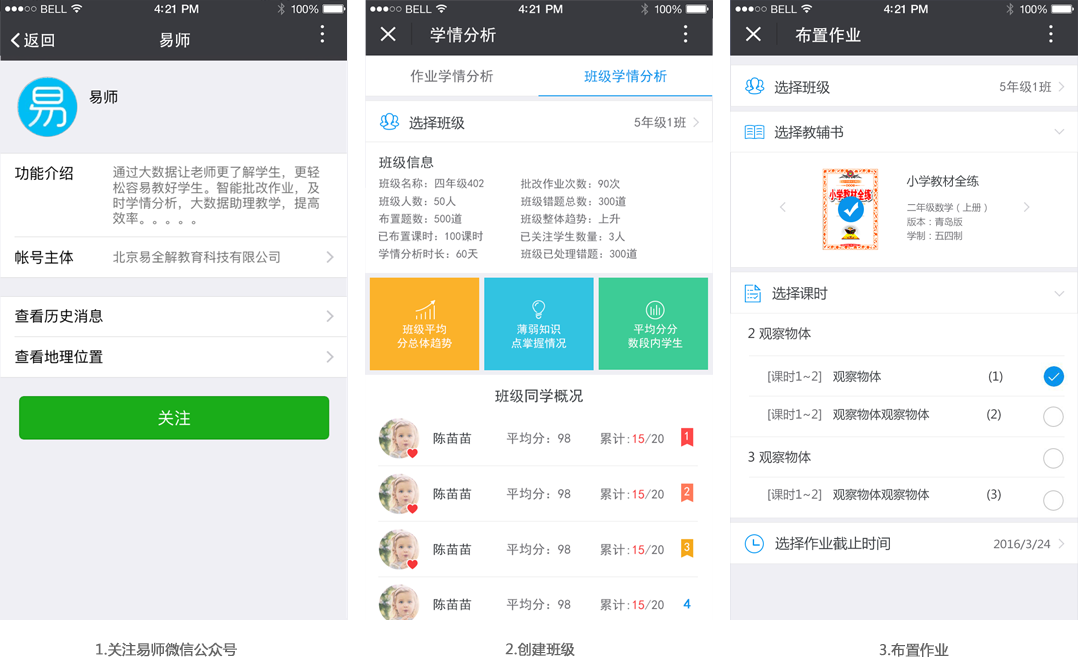 BELL 4:21 PM 100%
返回 易师
易
易师
功能介绍
通过大数据让老师更了解学生，更轻
松容易教好学生。智能批改作业，及
时学情分析，大数据助理教学，提高
效率。。。。。
帐号主体 北京易全解教育科技有限公司
查看历史消息
查看地理位置
关注
1.关注易师微信公众号
BELL 4:21 PM 100%
学情分析
作业学情分析 班级学情分析
选择班级 5年级1班
班级信息
班级名称：四年级402 批改作业次数：90次
班级人数：50人 班级错题总数：300道
布置题数：500道 班级整体趋势：上升
已布置课时：100课时 已关注学生数量：3人
学情分析时长：60天 班级已处理错题：300道
班级平均
分总体趋势
薄弱知识
点掌握情况
平均分分
数段内学生
班级同学概况
陈苗苗 平均分：98 累计:15/20 1
陈苗苗 平均分：98 累计:15/20 2
陈苗苗 平均分：98 累计:15/20 3
陈苗苗 平均分：98 累计:15/20 4
2.创建班级
BELL 4:21 PM 100%
布置作业
选择班级 5年级1班
选择教辅书
小学教材全练
小学教材全练
二年级数学（上册）
版本：青岛版
学制：五四制
选择课时
2 观察物体
[课时1~2] 观察物体 (1)
[课时1~2] 观察物体观察物体 (2)
3 观察物体
[课时1~2] 观察物体观察物体 (3)
选择作业截止时间 2016/3/24
3.布置作业